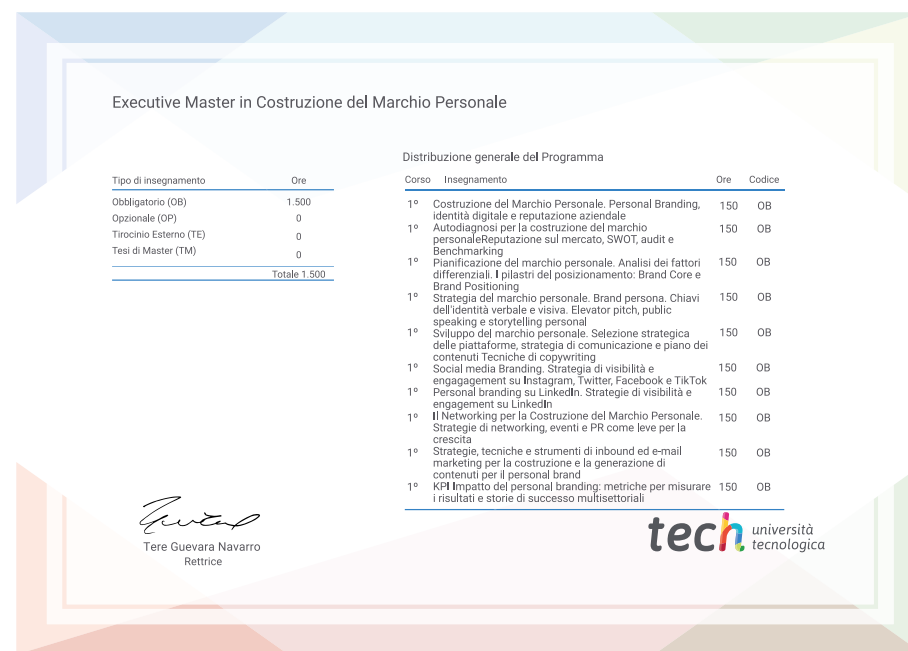 Executive Master in Costruzione del Marchio Personale
Tipo di insegnamento Ore
Obbligatorio (OB) 1.500
Opzionale (OP) 0
Tirocinio Esterno (TE) 0
Tesi di Master (TM) 0
Totale 1.500
Distribuzione generale del Programma
Corso Insegnamento Ore Codice
1º Costruzione del Marchio Personale. Personal Branding, 150 OB
identità digitale e reputazione aziendale
1º Autodiagnosi per la costruzione del marchio 150 OB
personaleReputazione sul mercato, SWOT, audit e
Benchmarking
1º Pianificazione del marchio personale. Analisi dei fattori 150 OB
differenziali. I pilastri del posizionamento: Brand Core e
Brand Positioning
1º Strategia del marchio personale. Brand persona. Chiavi 150 OB
dell'identità verbale e visiva. Elevator pitch, public
speaking e storytelling personal
1º Sviluppo del marchio personale. Selezione strategica 150 OB
delle piattaforme, strategia di comunicazione e piano dei
contenuti Tecniche di copywriting
1º Social media Branding. Strategia di visibilità e 150 OB
engagagement su Instagram, Twitter, Facebook e TikTok
1º Personal branding su LinkedIn. Strategie di visibilità e 150 OB
engagement su LinkedIn
1º Il Networking per la Costruzione del Marchio Personale. 150 OB
Strategie di networking, eventi e PR come leve per la
crescita
1º Strategie, tecniche e strumenti di inbound ed e-mail 150 OB
marketing per la costruzione e la generazione di
contenuti per il personal brand
1º KPI Impatto del personal branding: metriche per misurare 150 OB
i risultati e storie di successo multisettoriali
Tere Guevara Navarro
Rettrice
tech università
tecnologica